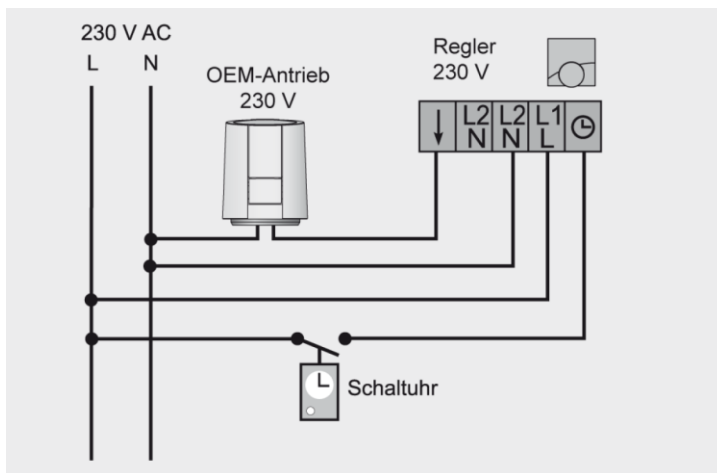 230 V AC
L N
OEM-Antrieb
230 V
Regler
230 V
L2 L2 L1
N N L
Schaltuhr